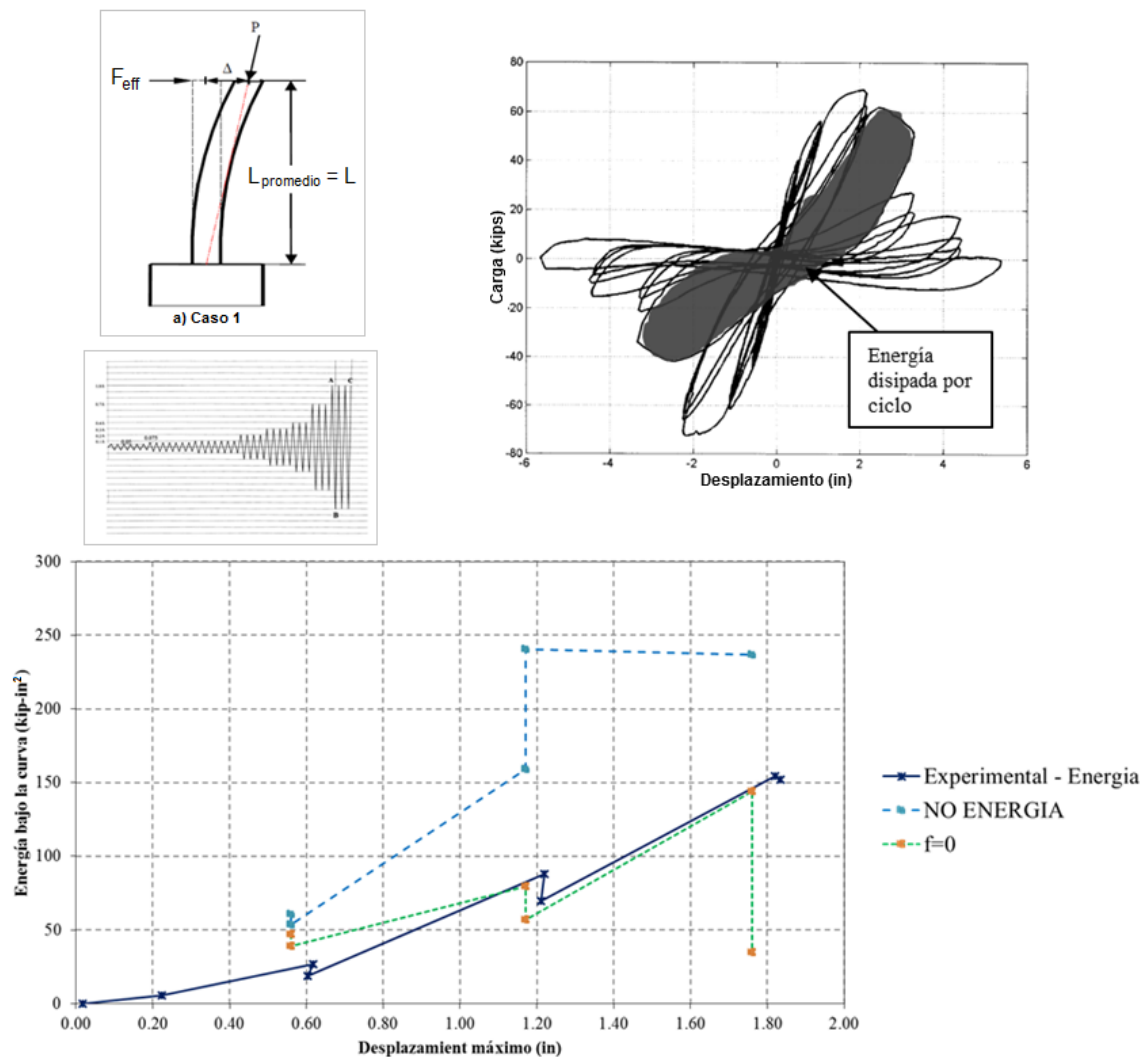 P
F_eff
Δ
L_promedio = L
a) Caso 1
80
60
40
20
0
-20
-40
-60
-80
Carga (kips)
-6
-4
-2
0
2
4
6
Desplazamiento (in)
Energía
disipada por
ciclo
A
C
B
300
250
200
150
100
50
0
Energía bajo la curva (kip-in²)
0.00
0.20
0.40
0.60
0.80
1.00
1.20
1.40
1.60
1.80
2.00
Desplazamient máximo (in)
Experimental - Energia
NO ENERGIA
f=0